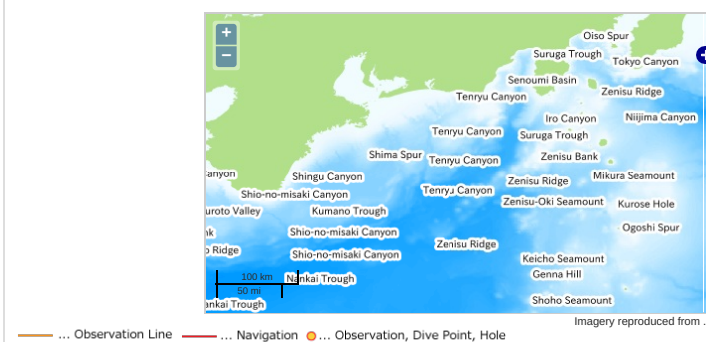 +
−
Oiso Spur
Suruga Trough
Tokyo Canyon
Senoumi Basin
Zenisu Ridge
Tenryu Canyon
Iro Canyon
Niijima Canyon
Tenryu Canyon
Suruga Trough
Shima Spur
Tenryu Canyon
Zenisu Bank
anyon
Shingu Canyon
Zenisu Ridge
Mikura Seamount
Shio-no-misaki Canyon
Tenryu Canyon
Zenisu-Oki Seamount
Kurose Hole
uroto Valley
Kumano Trough
Ogoshi Spur
nk
Shio-no-misaki Canyon
Zenisu Ridge
o Ridge
Shio-no-misaki Canyon
Keicho Seamount
Genna Hill
100 km
Nankai Trough
50 mi
ankai Trough
Shoho Seamount
Imagery reproduced from .
... Observation Line ... Navigation ... Observation, Dive Point, Hole